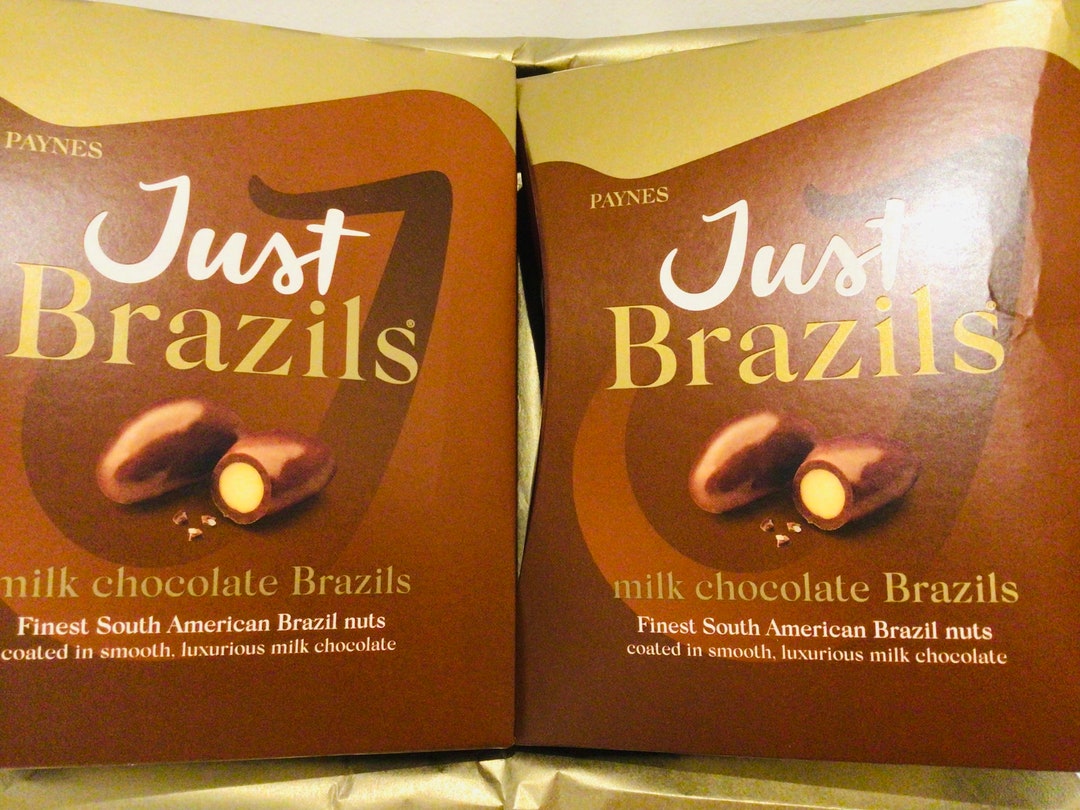 PAYNES
Just
Brazils
milk chocolate Brazils
Finest South American Brazil nuts
coated in smooth, luxurious milk chocolate
PAYNES
Just
Brazils
milk chocolate Brazils
Finest South American Brazil nuts
coated in smooth, luxurious milk chocolate